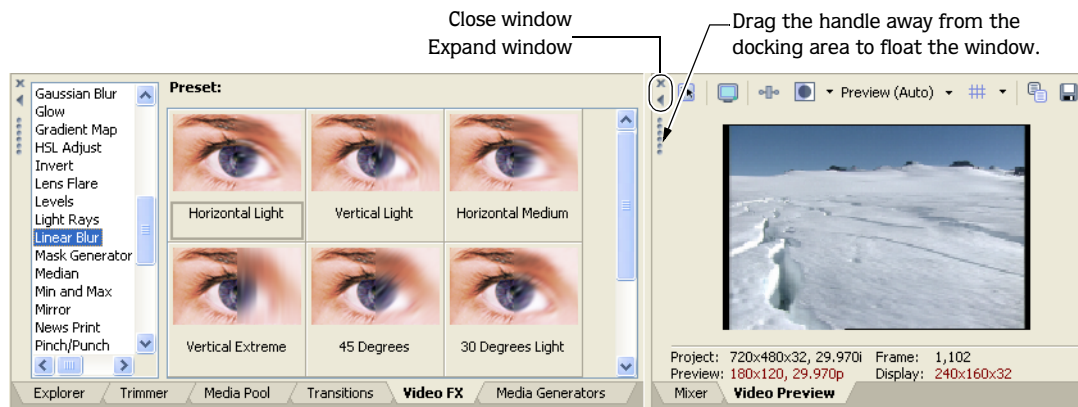 Close window
Expand window
Drag the handle away from the
docking area to float the window.
Gaussian Blur
Glow
Gradient Map
HSL Adjust
Invert
Lens Flare
Levels
Light Rays
Linear Blur
Mask Generator
Median
Min and Max
Mirror
News Print
Pinch/Punch
Preset:
Horizontal Light
Vertical Light
Horizontal Medium
Vertical Extreme
45 Degrees
30 Degrees Light
Explorer
Trimmer
Media Pool
Transitions
Video FX
Media Generators
Preview (Auto)
Project: 720x480x32, 29.970i Frame: 1,102
Preview: 180x120, 29.970p Display: 240x160x32
Mixer
Video Preview